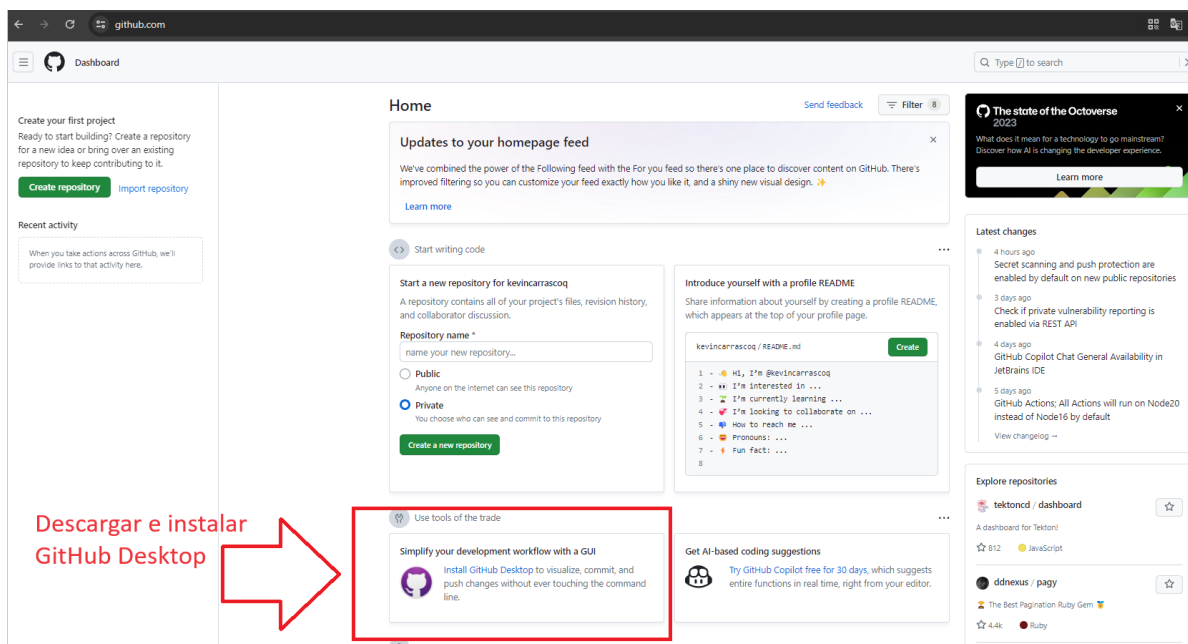 github.com
Dashboard
Type / to search
Create your first project
Ready to start building? Create a repository
for a new idea or bring over an existing
repository to keep contributing to it.
Create repository
Import repository
Recent activity
When you take actions across GitHub, we'll
provide links to that activity here.
Home
Send feedback
Filter 8
Updates to your homepage feed
We've combined the power of the Following feed with the For you feed so there's one place to discover content on GitHub. There's
improved filtering so you can customize your feed exactly how you like it, and a shiny new visual design. ✨
Learn more
Start writing code
Start a new repository for kevincarrascoq
A repository contains all of your project's files, revision history,
and collaborator discussion.
Repository name *
name your new repository...
Public
Anyone on the internet can see this repository
Private
You choose who can see and commit to this repository
Create a new repository
Introduce yourself with a profile README
Share information about yourself by creating a profile README,
which appears at the top of your profile page.
kevincarrascoq / README.md
Create
1 - 👋 Hi, I'm @kevincarrascoq
2 - 👀 I'm interested in ...
3 - 🌱 I'm currently learning ...
4 - 💞️ I'm looking to collaborate on ...
5 - 📫 How to reach me ...
6 - 😄 Pronouns: ...
7 - ⚡ Fun fact: ...
8
Descargar e instalar
GitHub Desktop
Use tools of the trade
Simplify your development workflow with a GUI
Install GitHub Desktop to visualize, commit, and
push changes without ever touching the command
line.
Get AI-based coding suggestions
Try GitHub Copilot free for 30 days, which suggests
entire functions in real time, right from your editor.
The state of the Octoverse
2023
What does it mean for a technology to go mainstream?
Discover how AI is changing the developer experience.
Learn more
Latest changes
4 hours ago
Secret scanning and push protection are
enabled by default on new public repositories
3 days ago
Check if private vulnerability reporting is
enabled via REST API
4 days ago
GitHub Copilot Chat General Availability in
JetBrains IDE
5 days ago
GitHub Actions; All Actions will run on Node20
instead of Node16 by default
View changelog →
Explore repositories
tektoncd / dashboard
A dashboard for Tekton!
812 JavaScript
ddnexus / pagy
🏆 The Best Pagination Ruby Gem 🥇
4.4k Ruby